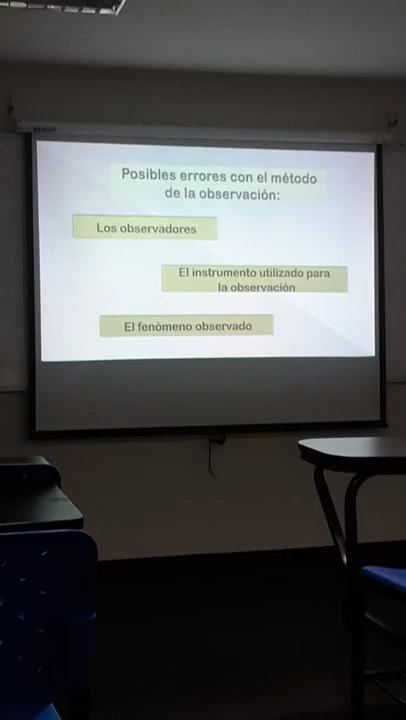 Posibles errores con el método
de la observación:
Los observadores
El instrumento utilizado para
la observación
El fenómeno observado